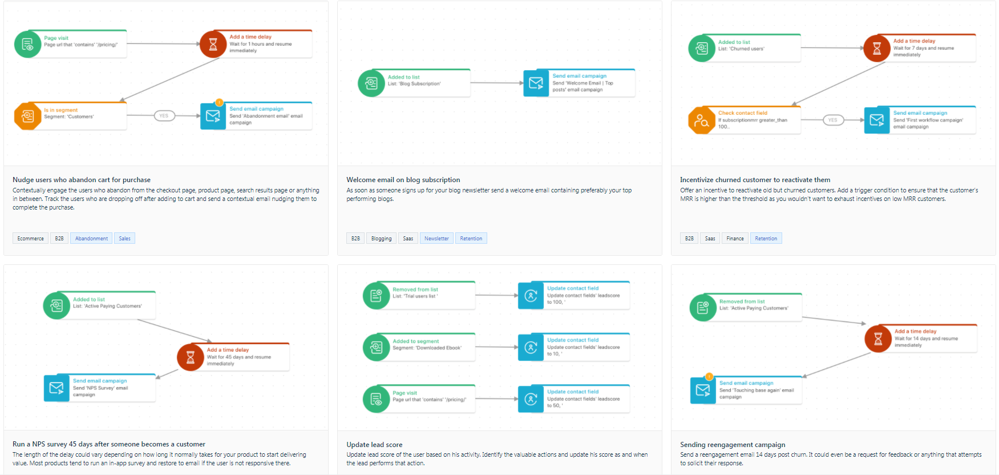 Page visit
Page url that 'contains' '/pricing/'
Add a time delay
Wait for 1 hours and resume
immediately
Is in segment
Segment: 'Customers'
YES
!
Send email campaign
Send 'Abandonment email' email
campaign
Nudge users who abandon cart for purchase
Contextually engage the users who abandon from the checkout page, product page, search results page or anything
in between. Track the users who are dropping off after adding to cart and send a contextual email nudging them to
complete the purchase.
Ecommerce B2B Abandonment Sales
Added to list
List: 'Blog Subscription'
Send email campaign
Send 'Welcome Email | Top
posts' email campaign
Welcome email on blog subscription
As soon as someone signs up for your blog newsletter send a welcome email containing preferably your top
performing blogs.
B2B Blogging Saas Newsletter Retention
Added to list
List: 'Churned users'
Add a time delay
Wait for 7 days and resume
immediately
Check contact field
If subscriptionmrr greater_than
100..
YES
Send email campaign
Send 'First workflow campaign'
email campaign
Incentivize churned customer to reactivate them
Offer an incentive to reactivate old but churned customers. Add a trigger condition to ensure that the customer's
MRR is higher than the threshold as you wouldn't want to exhaust incentives on low MRR customers.
B2B Saas Finance Retention
Added to list
List: 'Active Paying Customers'
Add a time delay
Wait for 45 days and resume
immediately
Send email campaign
Send 'NPS Survey' email
campaign
Run a NPS survey 45 days after someone becomes a customer
The length of the delay could vary depending on how long it normally takes for your product to start delivering
value. Most products tend to run an in-app survey and restore to email if the user is not responsive there.
Removed from list
List: 'Trial users list '
Update contact field
Update contact fields' leadscore
to 100, '
Added to segment
Segment: 'Downloaded Ebook'
Update contact field
Update contact fields' leadscore
to 10, '
Page visit
Page url that 'contains' '/pricing/'
Update contact field
Update contact fields' leadscore
to 50, '
Update lead score
Update lead score of the user based on his activity. Identify the valuable actions and update his score as and when
the lead performs that action.
Removed from list
List: 'Active Paying Customers'
Add a time delay
Wait for 14 days and resume
immediately
!
Send email campaign
Send 'Touching base again' email
campaign
Sending reengagement campaign
Send a reengagement email 14 days post churn. It could even be a request for feedback or anything that attempts
to solicit their response.